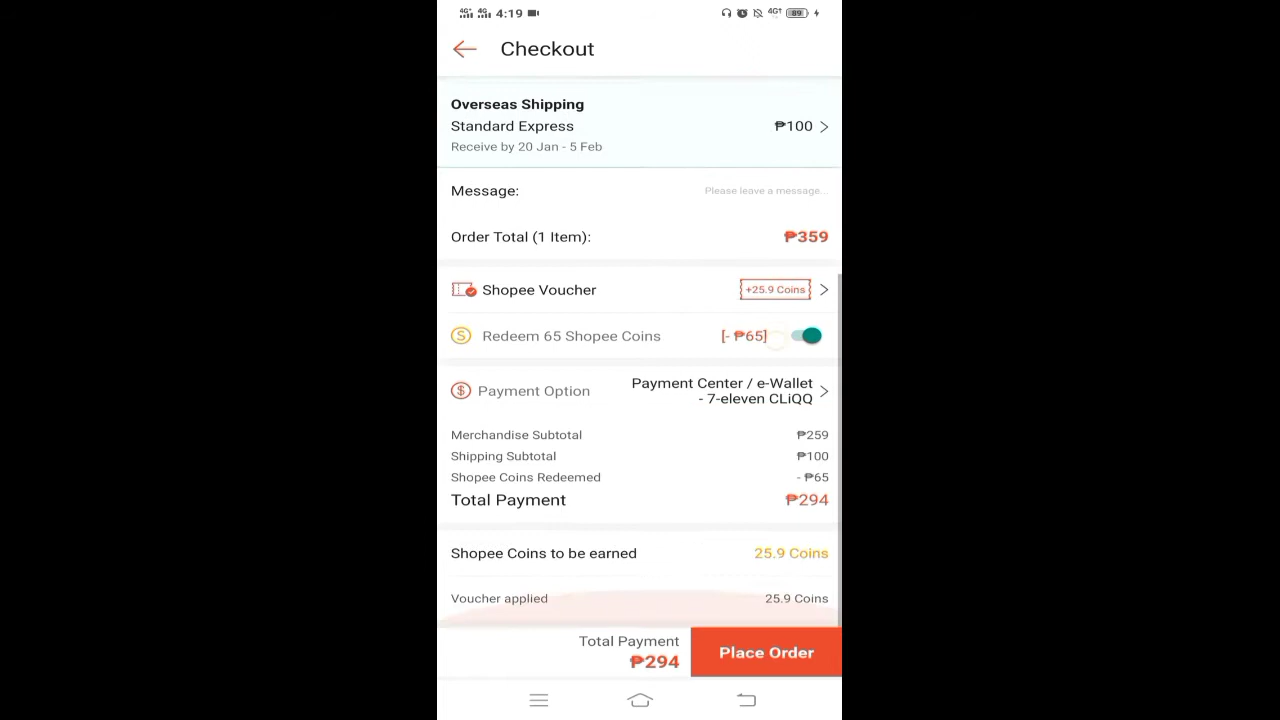 4G+ 4G 4:19 4G† 89
Checkout
Overseas Shipping
Standard Express ₱100
Receive by 20 Jan - 5 Feb
Message: Please leave a message...
Order Total (1 Item): ₱359
Shopee Voucher +25.9 Coins
Redeem 65 Shopee Coins [- ₱65]
Payment Option Payment Center / e-Wallet
- 7-eleven CLiQQ
Merchandise Subtotal ₱259
Shipping Subtotal ₱100
Shopee Coins Redeemed - ₱65
Total Payment ₱294
Shopee Coins to be earned 25.9 Coins
Voucher applied 25.9 Coins
Total Payment
₱294
Place Order